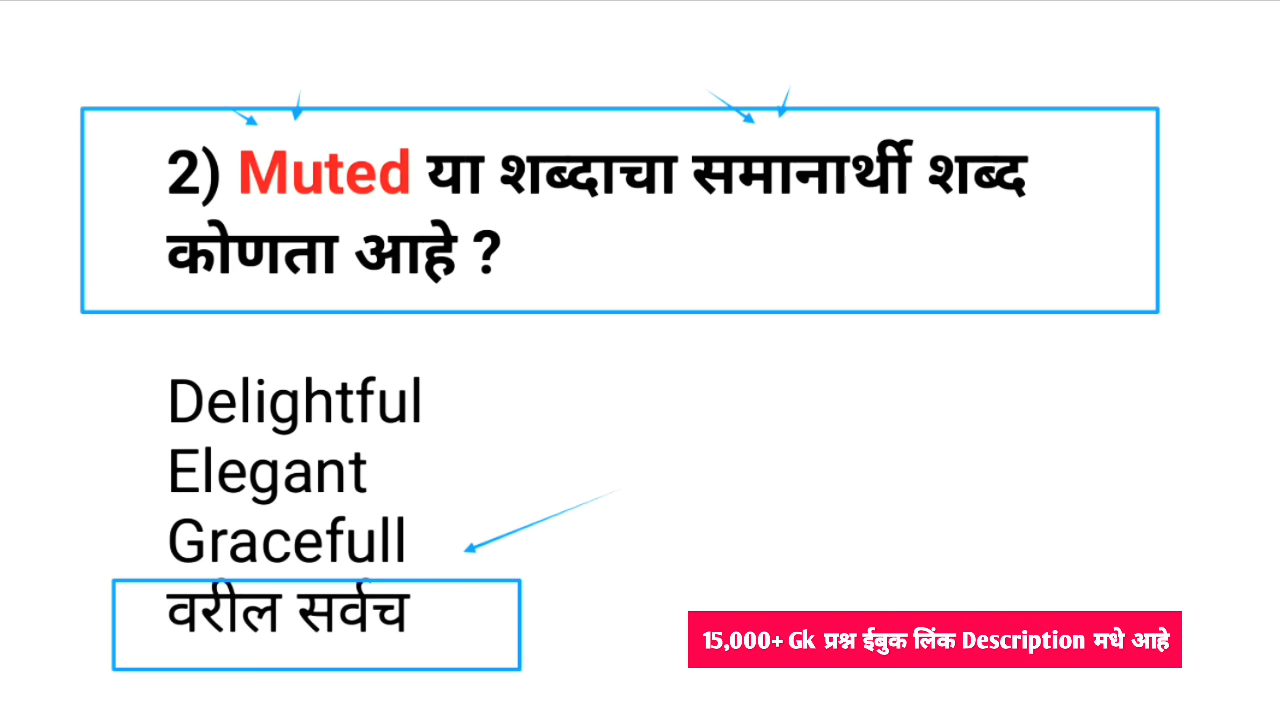 2) Muted या शब्दाचा समानार्थी शब्द
कोणता आहे ?
Delightful
Elegant
Gracefull
वरील सर्वच
15,000+ Gk प्रश्न ईबुक लिंक Description मधे आहे